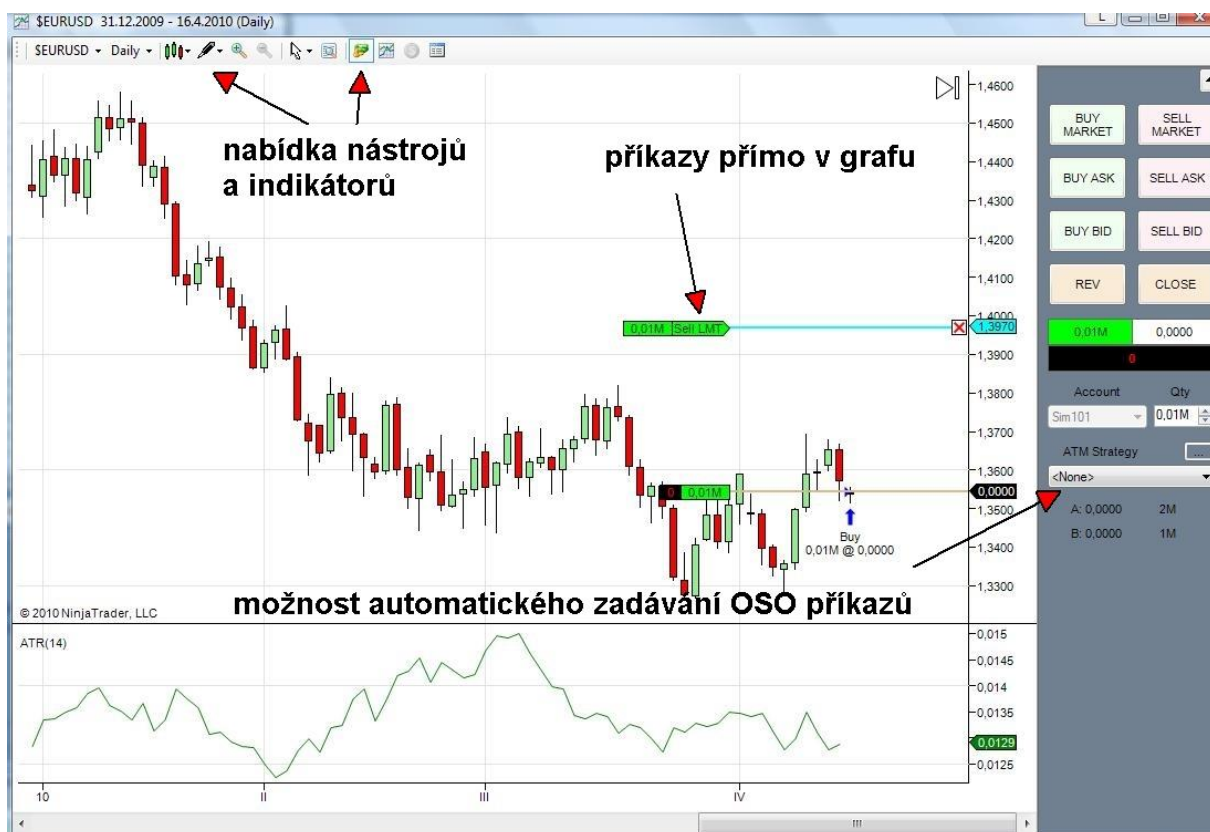 $EURUSD 31.12.2009 - 16.4.2010 (Daily)
L
$EURUSD Daily
nabídka nástrojů
a indikátorů
příkazy přímo v grafu
0,01M Sell LMT
0 0,01M
Buy
0,01M @ 0,0000
možnost automatického zadávání OSO příkazů
© 2010 NinjaTrader, LLC
1,4600
1,4500
1,4400
1,4300
1,4200
1,4100
1,4000
1,3970
1,3900
1,3800
1,3700
1,3600
0,0000
1,3500
1,3400
1,3300
ATR(14)
0,015
0,0145
0,014
0,0135
0,0129
0,0125
10 II III IV
BUY MARKET
SELL MARKET
BUY ASK
SELL ASK
BUY BID
SELL BID
REV
CLOSE
0,01M 0,0000
0
Account Qty
Sim101 0,01M
ATM Strategy ...
<None>
A: 0,0000 2M
B: 0,0000 1M